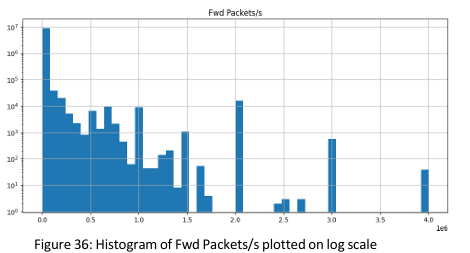 Fwd Packets/s
10⁷
10⁶
10⁵
10⁴
10³
10²
10¹
10⁰
0.0 0.5 1.0 1.5 2.0 2.5 3.0 3.5 4.0
1e6
Figure 36: Histogram of Fwd Packets/s plotted on log scale